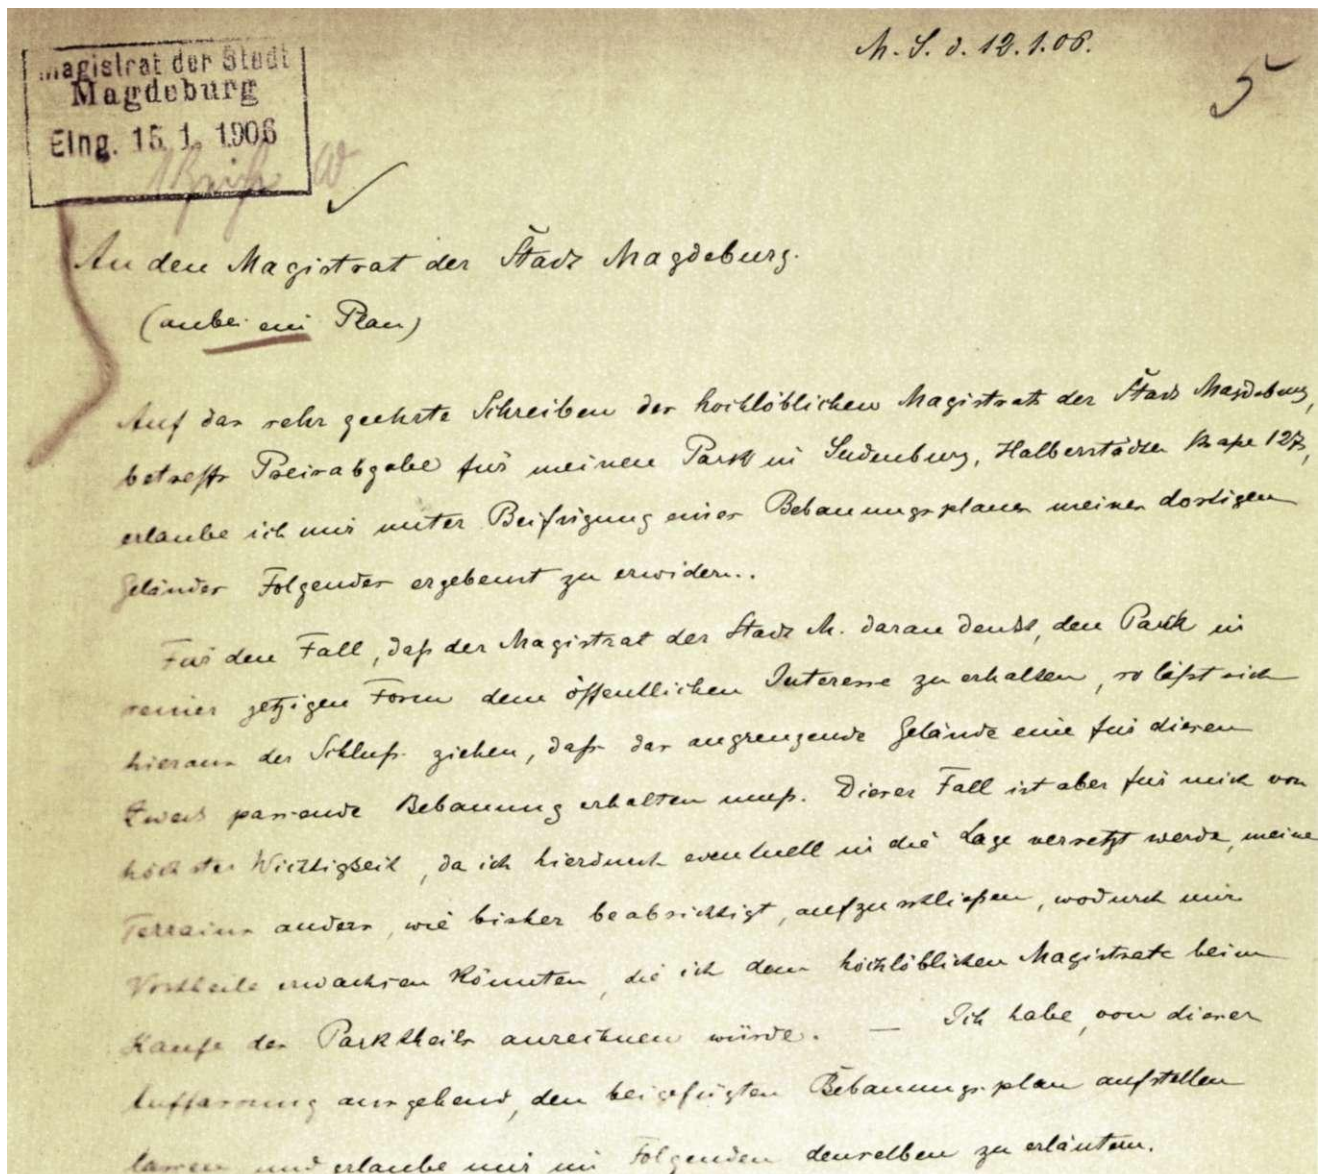 M. S. d. 12.1.06.
5
Magistrat der Stadt
Magdeburg
Eing. 15. 1. 1906
An den Magistrat der Stadt Magdeburg.
(anbei ein Plan)
Auf das sehr geehrte Schreiben des hochlöblichen Magistrats der Stadt Magdeburg,
betreffs Preisabgabe für meinen Park in Sudenburg, Halberstädter Straße 127,
erlaube ich mir unter Beifügung eines Bebauungsplanes meines dortigen
Geländes Folgendes ergebenst zu erwidern.
Für den Fall, daß der Magistrat der Stadt M. daran denkt, den Park in
seiner jetzigen Form dem öffentlichen Interesse zu erhalten, so läßt sich
hieraus der Schluß ziehen, daß das angrenzende Gelände eine für diesen
Zweck passende Bebauung erhalten muß. Dieser Fall ist aber für mich von
höchster Wichtigkeit, da ich hierdurch eventuell in die Lage versetzt werde, meine
Terrains anders, wie bisher beabsichtigt, aufzuschließen, wodurch mir
Vortheile erwachsen könnten, die ich dem hochlöblichen Magistrate beim
Kaufe des Parktheils anrechnen würde. — Ich habe, von dieser
Auffassung ausgehend, den beigefügten Bebauungsplan aufstellen
lassen und erlaube mir im Folgenden denselben zu erläutern.